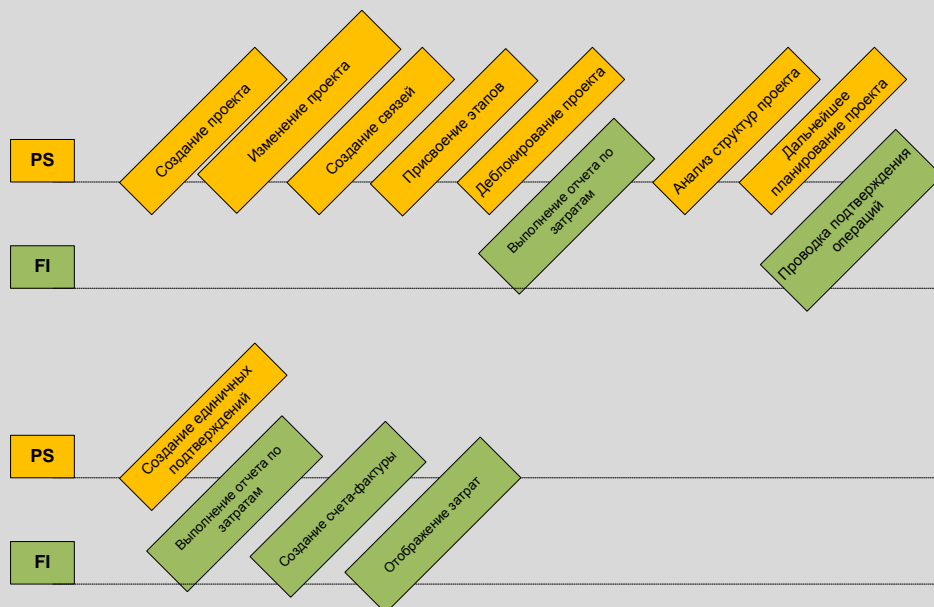 PS
Создание проекта
Изменение проекта
Создание связей
Присвоение этапов
Деблокирование проекта
Анализ структур проекта
Дальнейшее
планирование проекта
FI
Выполнение отчета по
затратам
Проводка подтверждения
операций
PS
Создание единичных
подтверждений
FI
Выполнение отчета по
затратам
Создание счета-фактуры
Отображение затрат